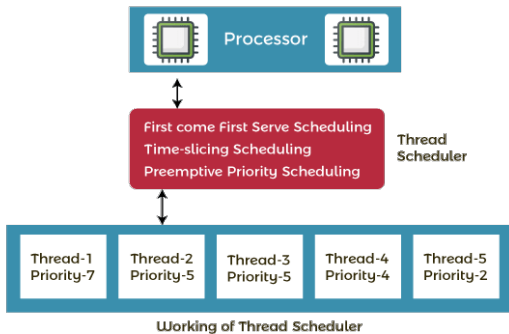 Processor
First come First Serve Scheduling
Time-slicing Scheduling
Preemptive Priority Scheduling
Thread
Scheduler
Thread-1
Priority-7
Thread-2
Priority-5
Thread-3
Priority-5
Thread-4
Priority-4
Thread-5
Priority-2
Working of Thread Scheduler